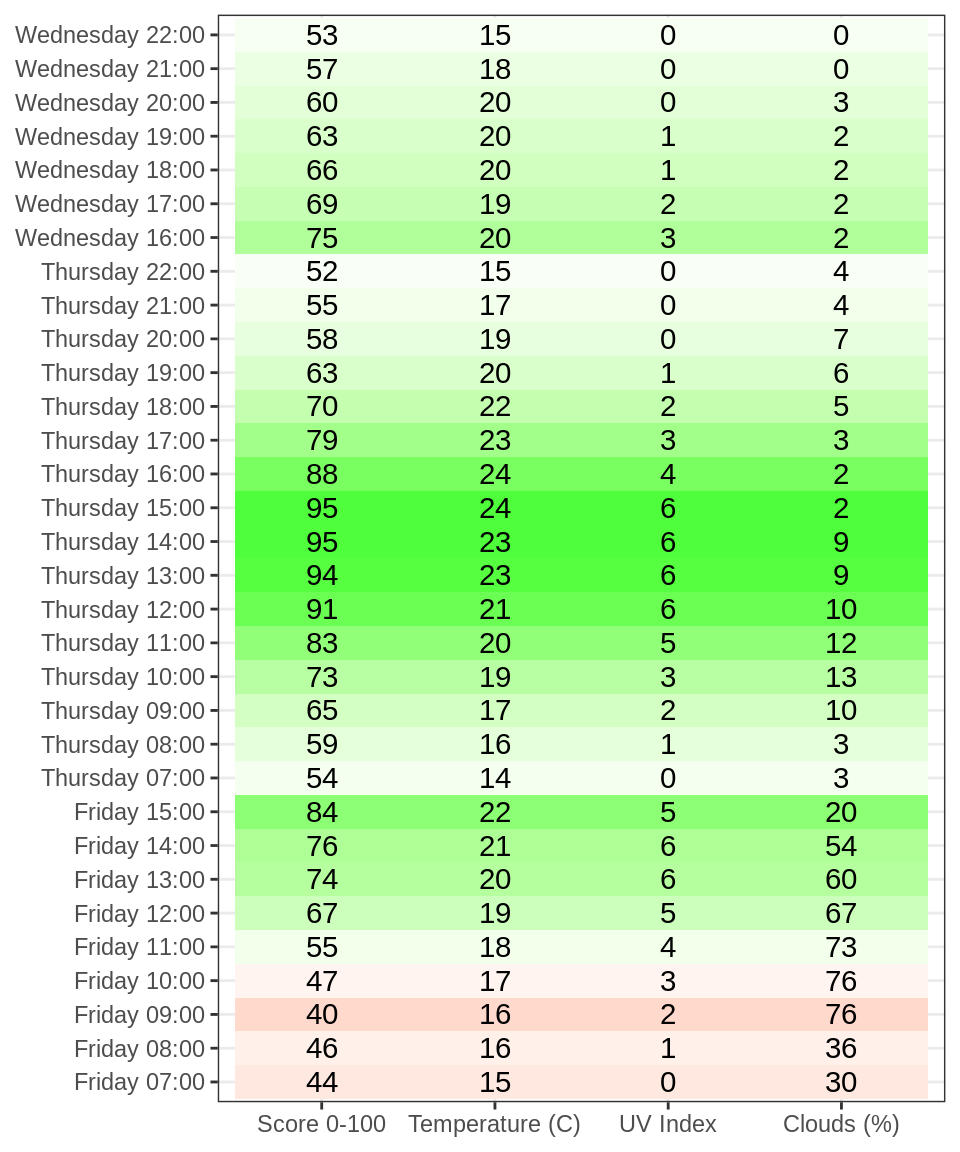 Wednesday 22:00 53 15 0 0
Wednesday 21:00 57 18 0 0
Wednesday 20:00 60 20 0 3
Wednesday 19:00 63 20 1 2
Wednesday 18:00 66 20 1 2
Wednesday 17:00 69 19 2 2
Wednesday 16:00 75 20 3 2
Thursday 22:00 52 15 0 4
Thursday 21:00 55 17 0 4
Thursday 20:00 58 19 0 7
Thursday 19:00 63 20 1 6
Thursday 18:00 70 22 2 5
Thursday 17:00 79 23 3 3
Thursday 16:00 88 24 4 2
Thursday 15:00 95 24 6 2
Thursday 14:00 95 23 6 9
Thursday 13:00 94 23 6 9
Thursday 12:00 91 21 6 10
Thursday 11:00 83 20 5 12
Thursday 10:00 73 19 3 13
Thursday 09:00 65 17 2 10
Thursday 08:00 59 16 1 3
Thursday 07:00 54 14 0 3
Friday 15:00 84 22 5 20
Friday 14:00 76 21 6 54
Friday 13:00 74 20 6 60
Friday 12:00 67 19 5 67
Friday 11:00 55 18 4 73
Friday 10:00 47 17 3 76
Friday 09:00 40 16 2 76
Friday 08:00 46 16 1 36
Friday 07:00 44 15 0 30
Score 0-100 Temperature (C) UV Index Clouds (%)